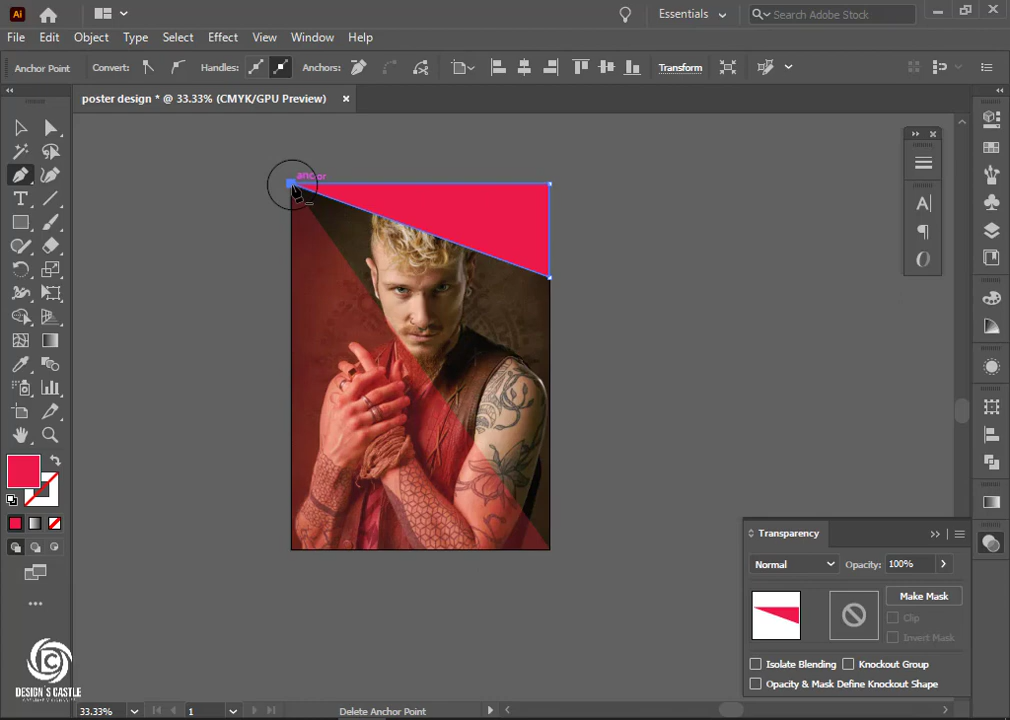 Ai
Search Adobe Stock
Essentials
File Edit Object Type Select Effect View Window Help
Anchor Point Convert: Handles: Anchors: Transform
poster design * @ 33.33% (CMYK/GPU Preview) ×
anchor
Transparency
Normal Opacity: 100%
Make Mask
Clip
Invert Mask
Isolate Blending Knockout Group
Opacity & Mask Define Knockout Shape
DESIGN'S CASTLE
33.33% 1 Delete Anchor Point